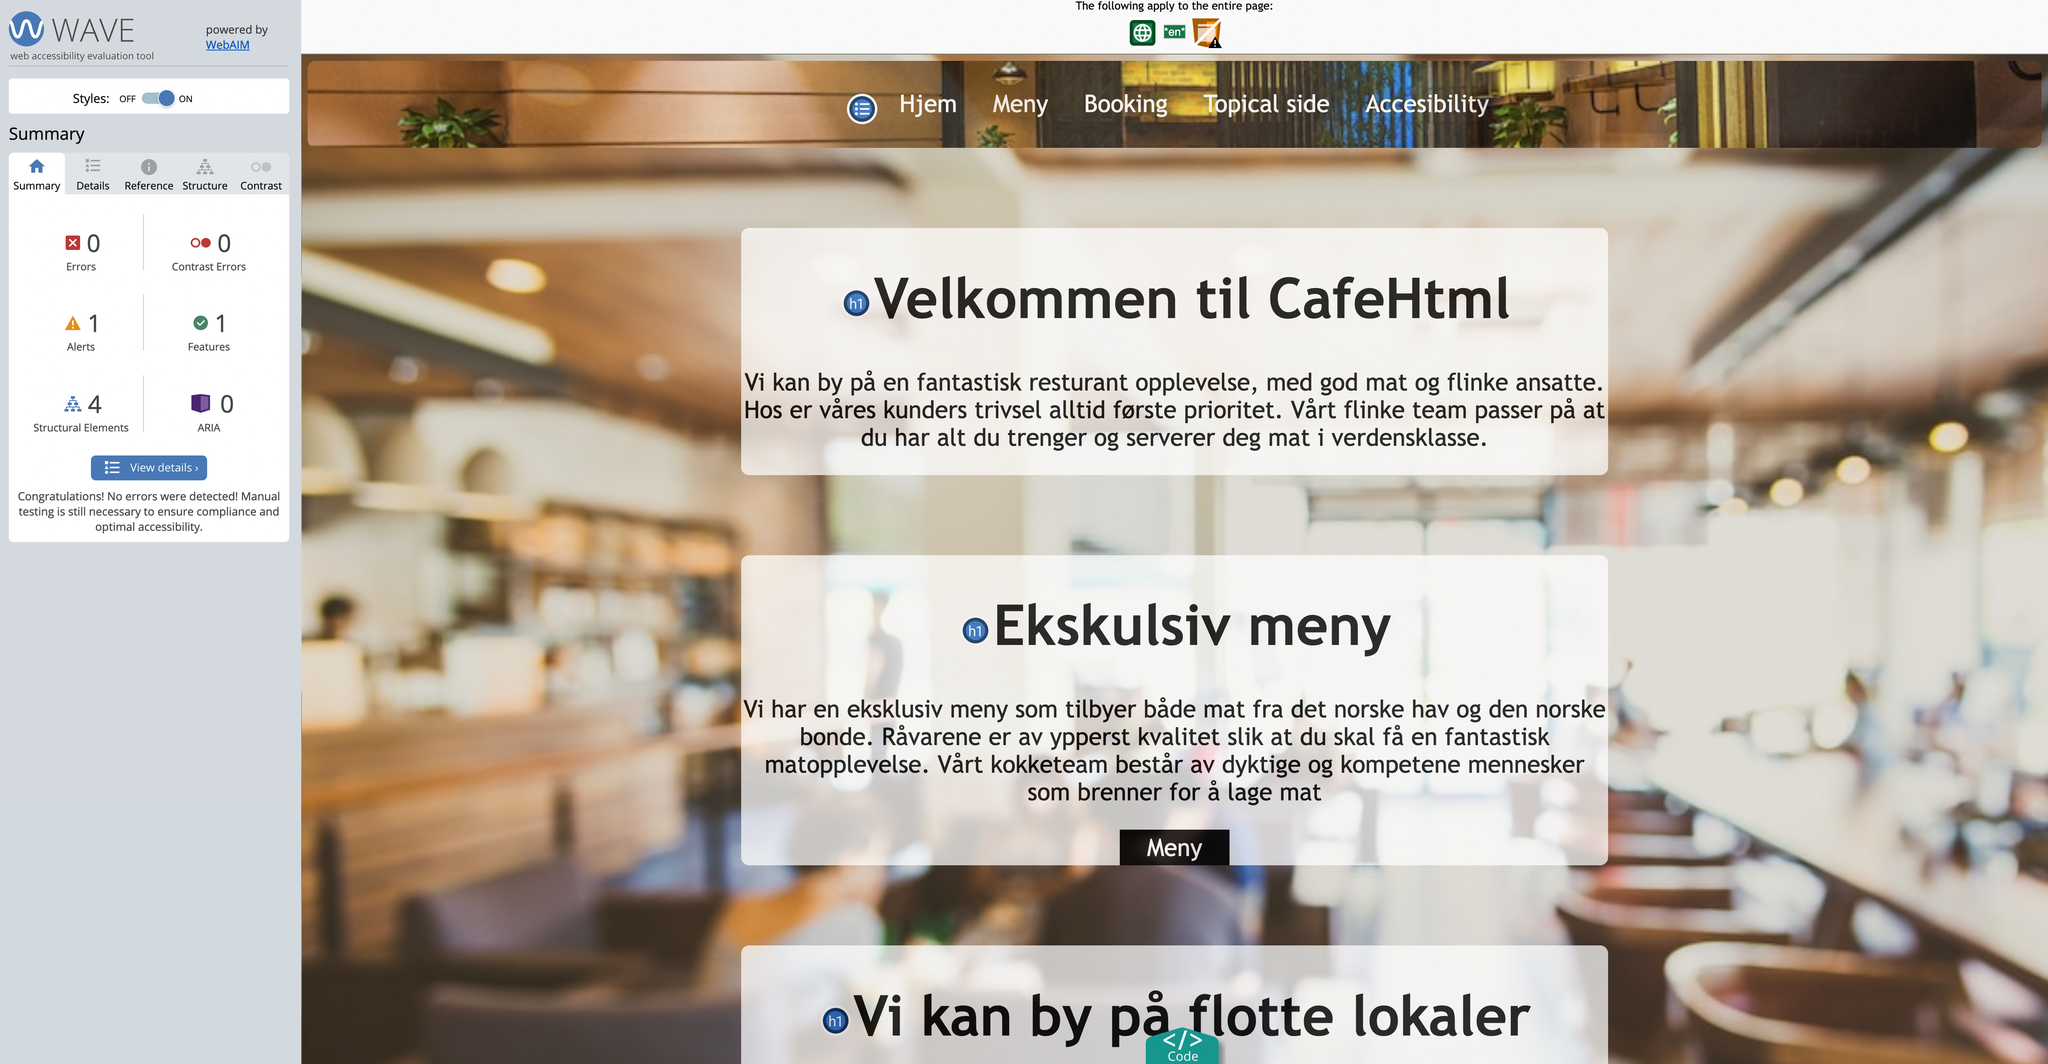 WAVE
web accessibility evaluation tool
powered by
WebAIM
Styles: OFF ON
Summary
Summary Details Reference Structure Contrast
0 Errors
0 Contrast Errors
1 Alerts
1 Features
4 Structural Elements
0 ARIA
View details ›
Congratulations! No errors were detected! Manual
testing is still necessary to ensure compliance and
optimal accessibility.
The following apply to the entire page:
"en"
Hjem Meny Booking Topical side Accesibility
h1 Velkommen til CafeHtml
Vi kan by på en fantastisk resturant opplevelse, med god mat og flinke ansatte.
Hos er våres kunders trivsel alltid første prioritet. Vårt flinke team passer på at
du har alt du trenger og serverer deg mat i verdensklasse.
h1 Ekskulsiv meny
Vi har en eksklusiv meny som tilbyer både mat fra det norske hav og den norske
bonde. Råvarene er av ypperst kvalitet slik at du skal få en fantastisk
matopplevelse. Vårt kokketeam består av dyktige og kompetene mennesker
som brenner for å lage mat
Meny
h1 Vi kan by på flotte lokaler
</>
Code